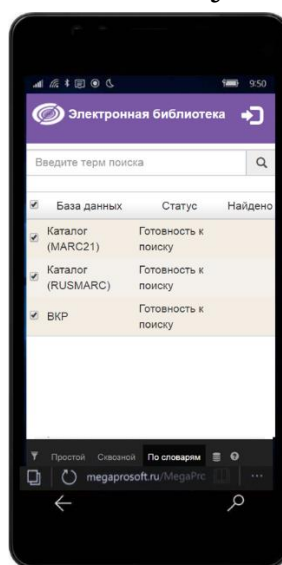 9:50
Электронная библиотека
Введите терм поиска
База данных Статус Найдено
Каталог (MARC21) Готовность к поиску
Каталог (RUSMARC) Готовность к поиску
ВКР Готовность к поиску
Простой Сквозной По словарям
megaprosoft.ru/MegaPrc